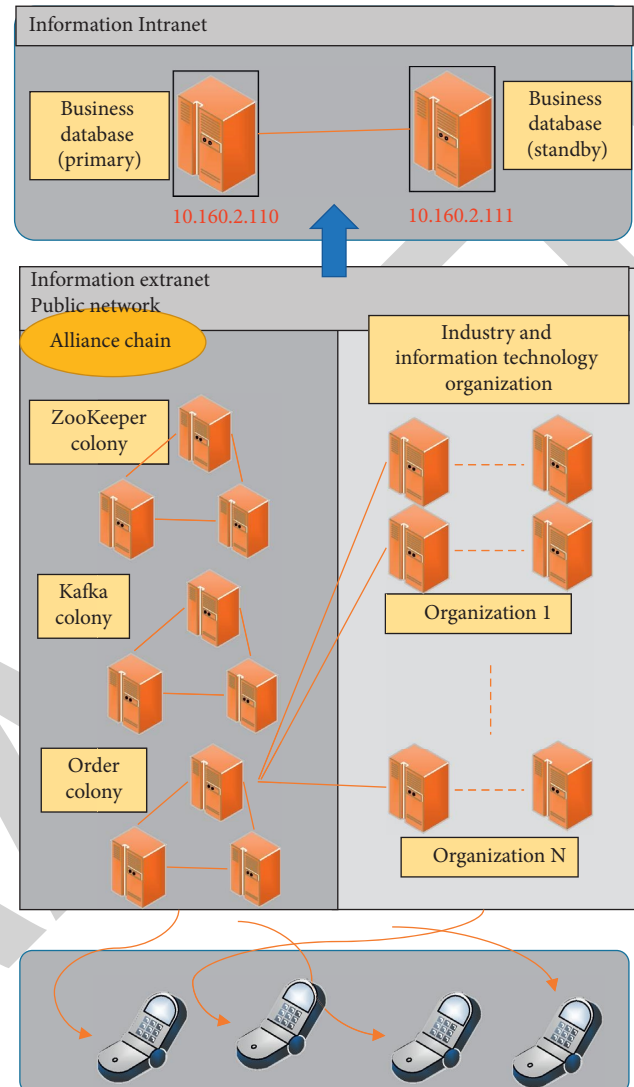 Information Intranet
Business
database
(primary)
Business
database
(standby)
10.160.2.110
10.160.2.111
Information extranet
Public network
Alliance chain
Industry and
information technology
organization
ZooKeeper
colony
Kafka
colony
Organization 1
Order
colony
Organization N